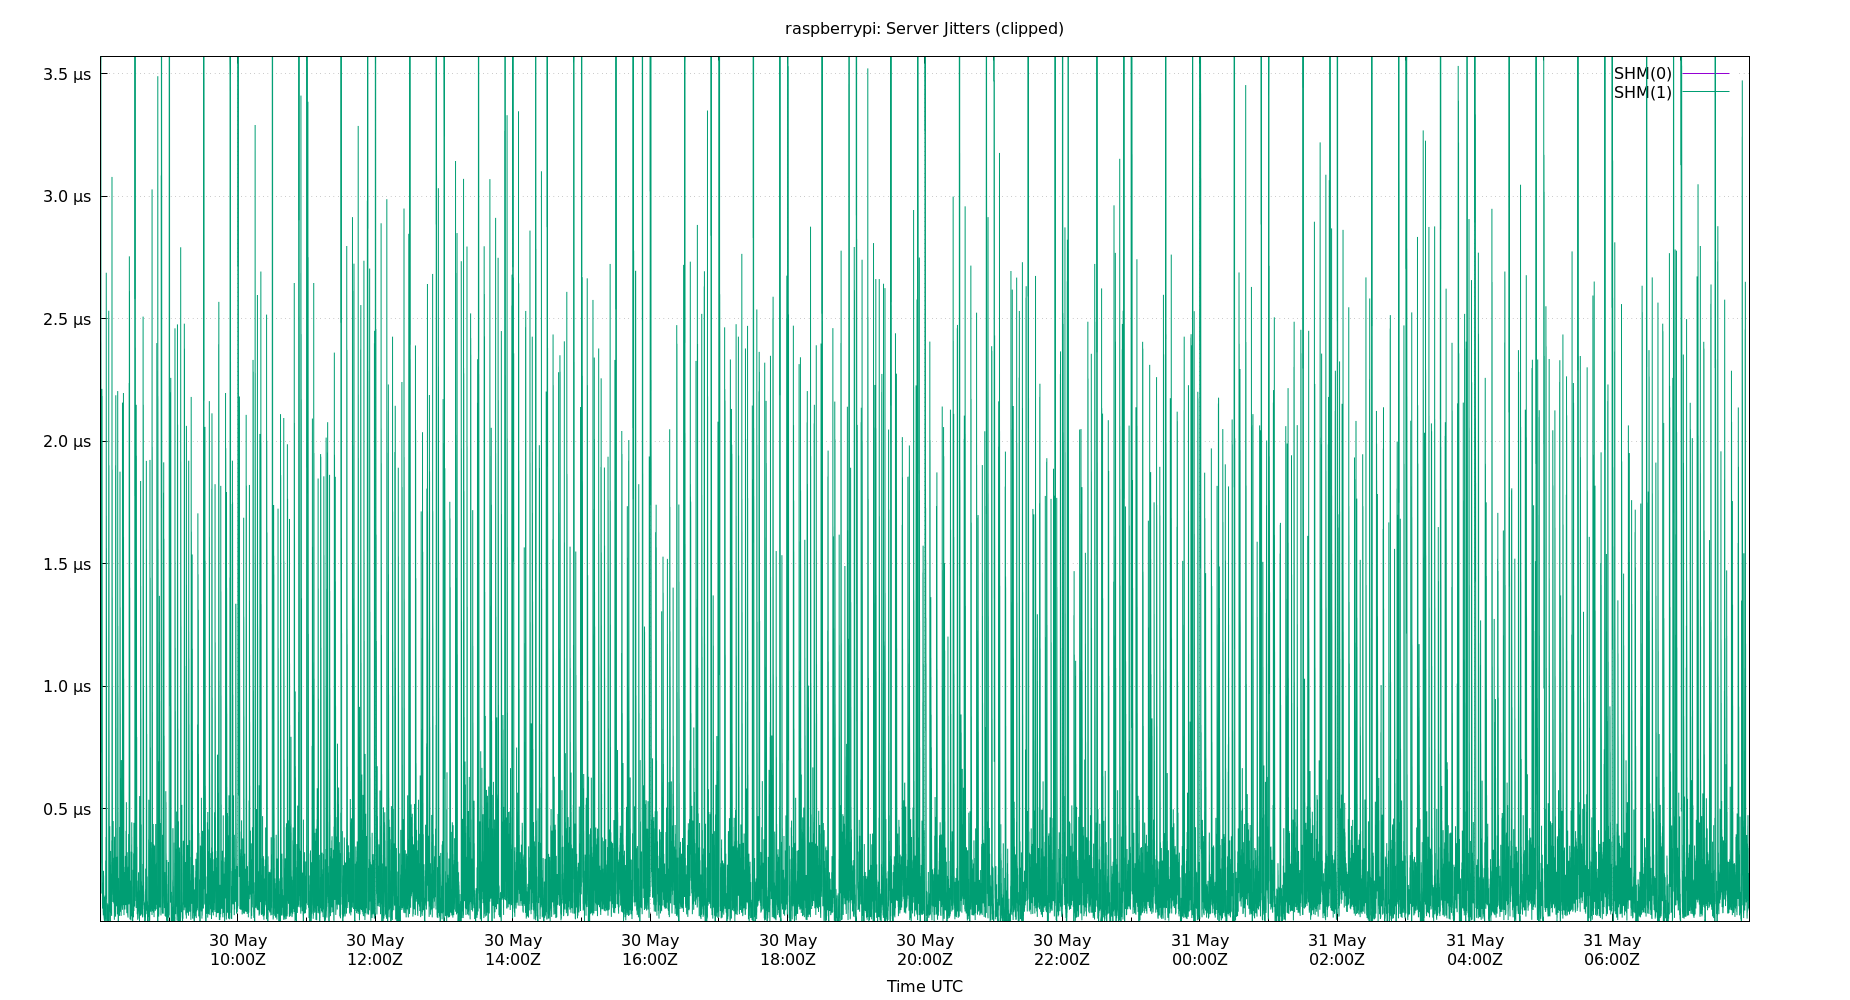 raspberrypi: Server Jitters (clipped)
3.5 µs
3.0 µs
2.5 µs
2.0 µs
1.5 µs
1.0 µs
0.5 µs
SHM(0)
SHM(1)
30 May 30 May 30 May 30 May 30 May 30 May 30 May 31 May 31 May 31 May 31 May
10:00Z 12:00Z 14:00Z 16:00Z 18:00Z 20:00Z 22:00Z 00:00Z 02:00Z 04:00Z 06:00Z
Time UTC